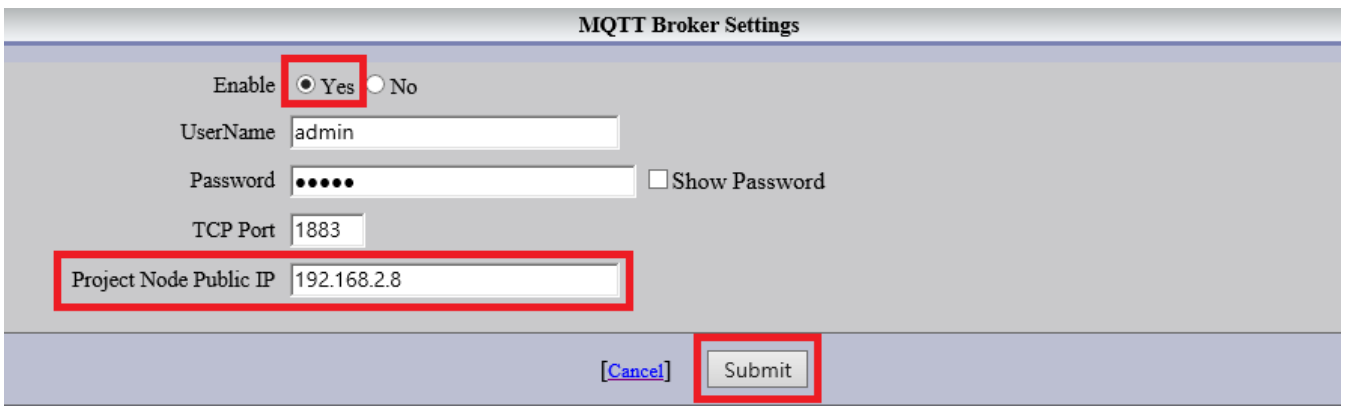 MQTT Broker Settings
Enable Yes No
UserName admin
Password ●●●●● Show Password
TCP Port 1883
Project Node Public IP 192.168.2.8
[Cancel] Submit